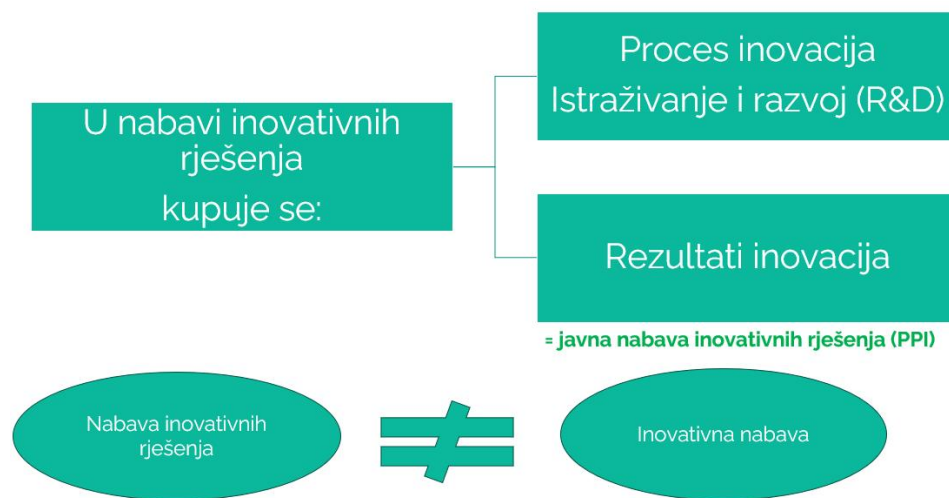 U nabavi inovativnih
rješenja
kupuje se:
Proces inovacija
Istraživanje i razvoj (R&D)
Rezultati inovacija
= javna nabava inovativnih rješenja (PPI)
Nabava inovativnih
rješenja
Inovativna nabava